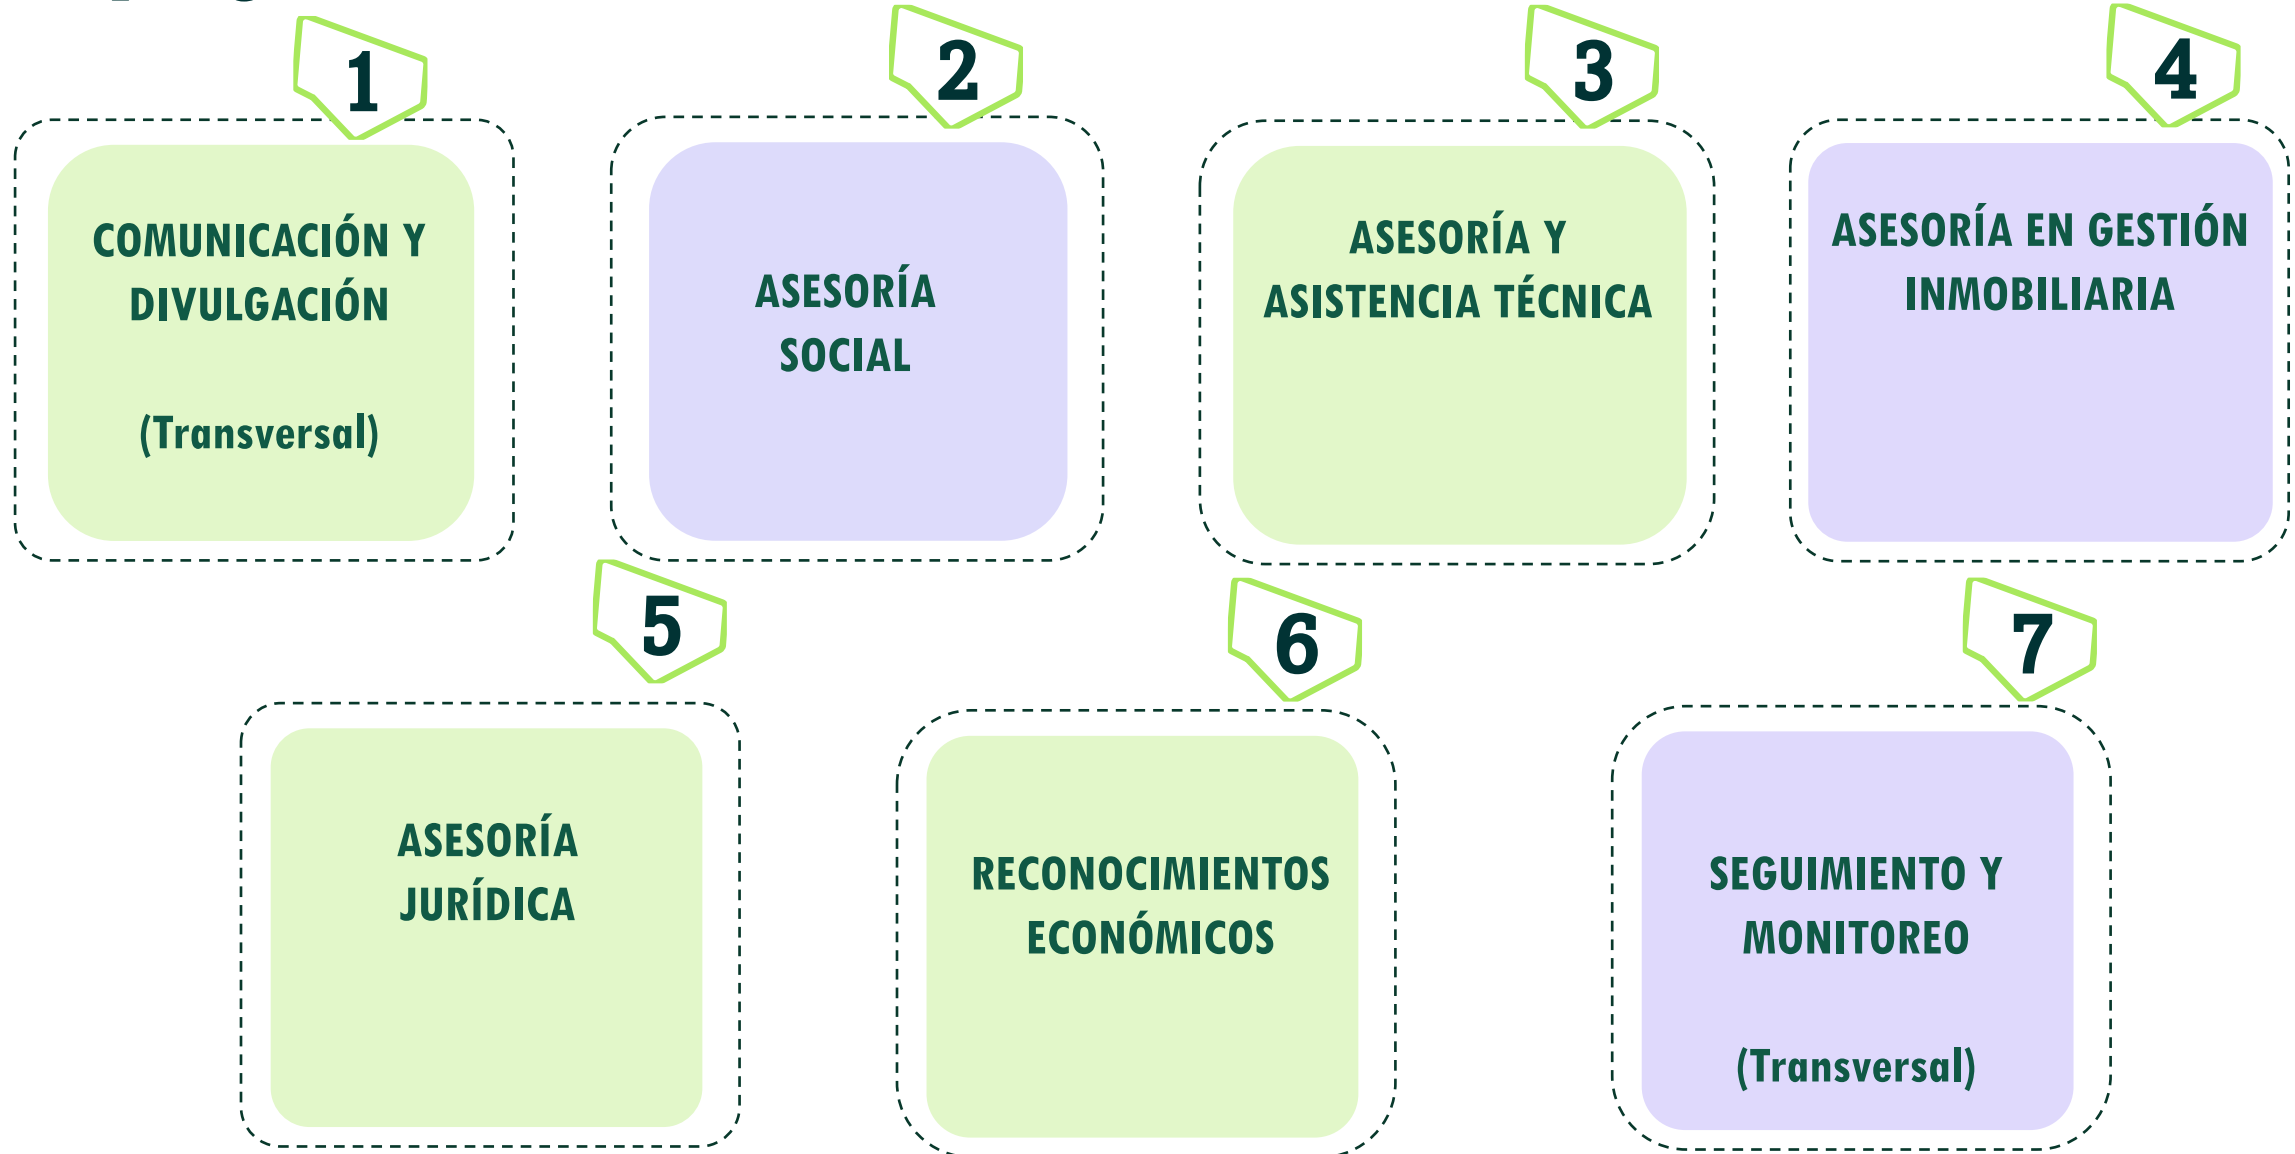 1
COMUNICACIÓN Y
DIVULGACIÓN
(Transversal)
2
ASESORÍA
SOCIAL
3
ASESORÍA Y
ASISTENCIA TÉCNICA
4
ASESORÍA EN GESTIÓN
INMOBILIARIA
5
ASESORÍA
JURÍDICA
6
RECONOCIMIENTOS
ECONÓMICOS
7
SEGUIMIENTO Y
MONITOREO
(Transversal)